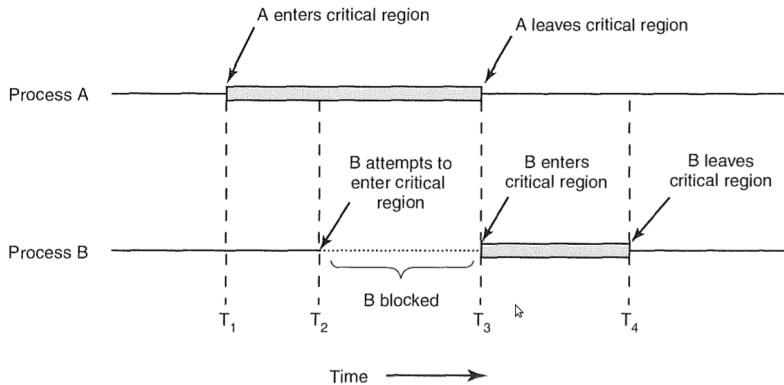 A enters critical region
A leaves critical region
Process A
B attempts to
enter critical
region
B enters
critical region
B leaves
critical region
Process B
B blocked
T1
T2
T3
T4
Time